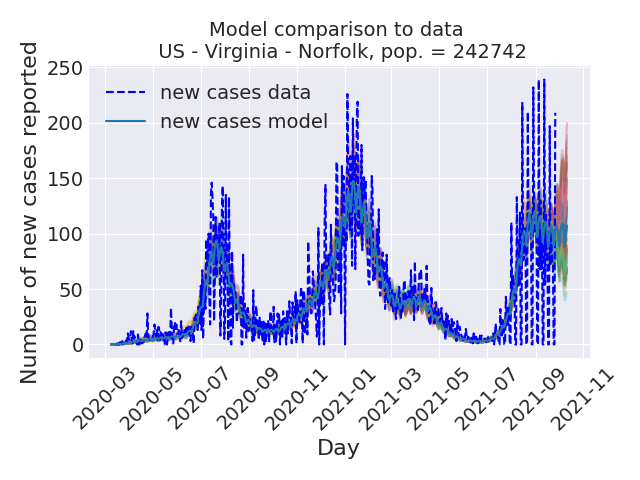 Model comparison to data
US - Virginia - Norfolk, pop. = 242742
Number of new cases reported
250
200
150
100
50
0
new cases data
new cases model
2020-03
2020-05
2020-07
2020-09
2020-11
2021-01
2021-03
2021-05
2021-07
2021-09
2021-11
Day